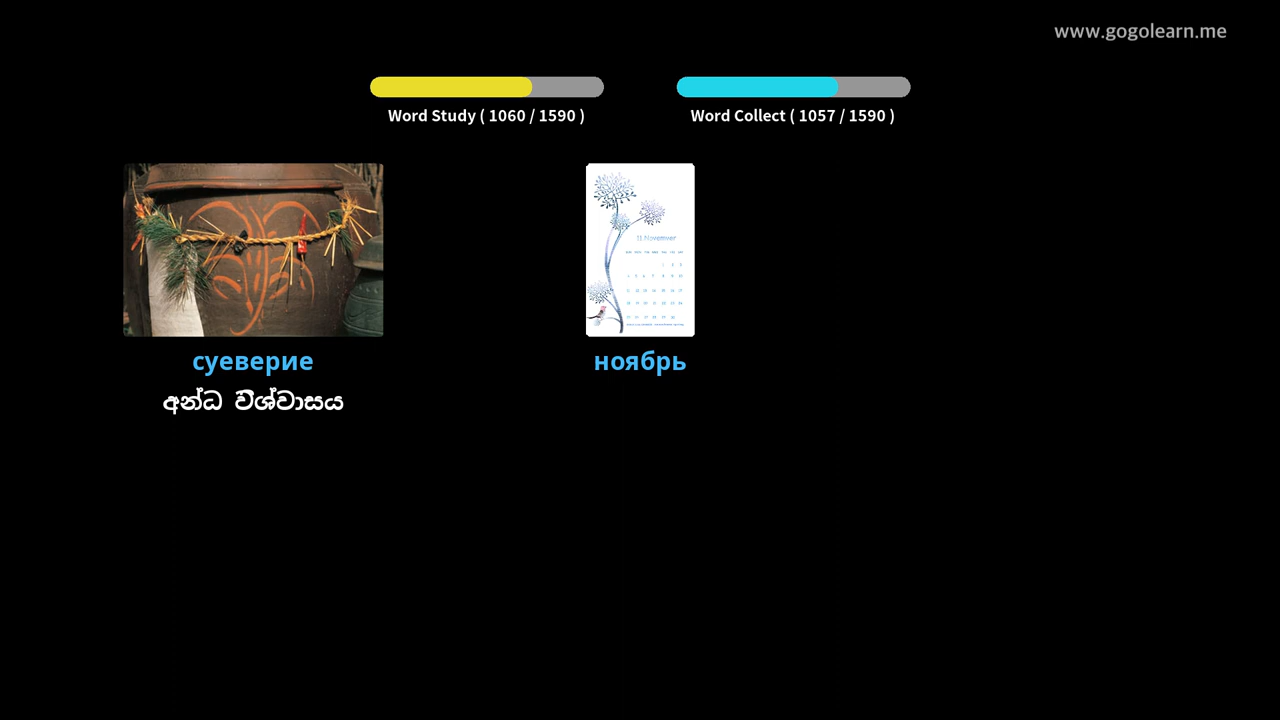 www.gogolearn.me
Word Study ( 1060 / 1590 )
Word Collect ( 1057 / 1590 )
суеверие
අන්ධ විශ්වාසය
ноябрь